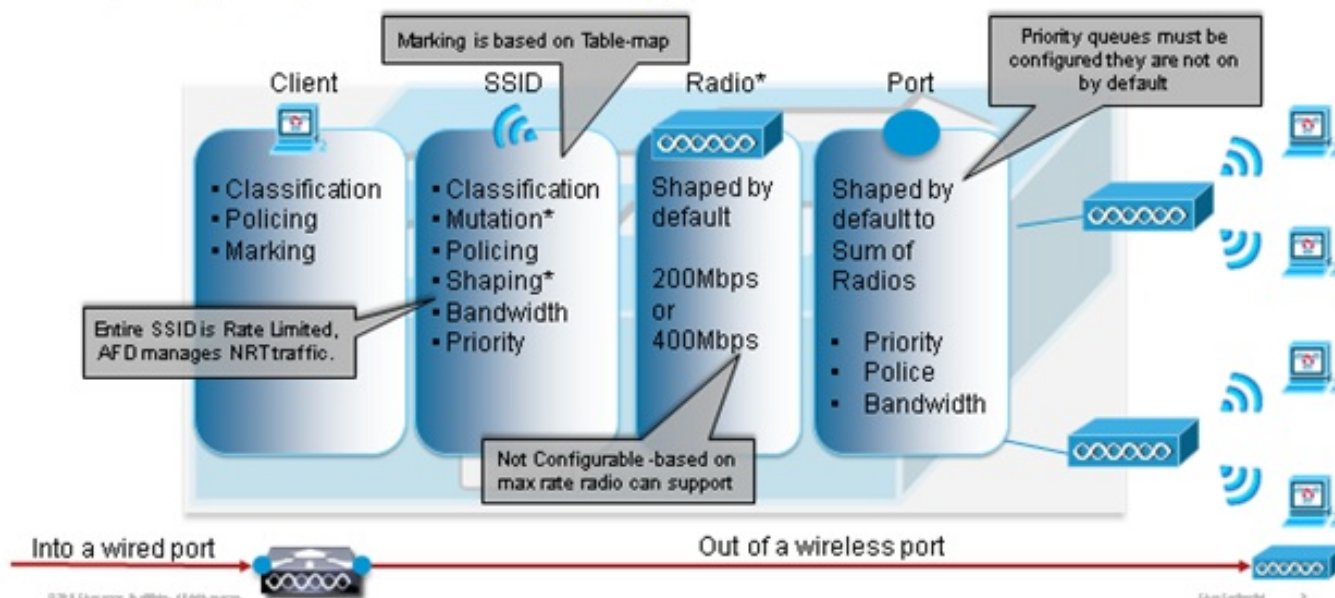 Marking is based on Table-map
Priority queues must be
configured they are not on
by default
Client
SSID
Radio*
Port
▪ Classification
▪ Policing
▪ Marking
▪ Classification
▪ Mutation*
▪ Policing
▪ Shaping*
▪ Bandwidth
▪ Priority
Shaped by
default
200Mbps
or
400Mbps
Shaped by
default to
Sum of
Radios
▪ Priority
▪ Police
▪ Bandwidth
Entire SSID is Rate Limited,
AFD manages NRT traffic.
Not Configurable -based on
max rate radio can support
Into a wired port
Out of a wireless port